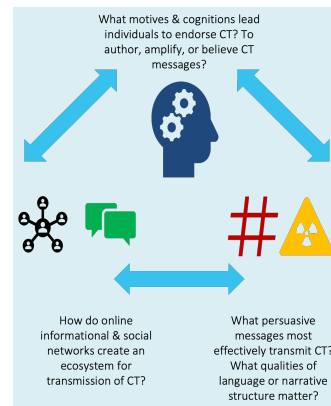 What motives & cognitions lead
individuals to endorse CT? To
author, amplify, or believe CT
messages?
How do online
informational & social
networks create an
ecosystem for
transmission of CT?
What persuasive
messages most
effectively transmit CT?
What qualities of
language or narrative
structure matter?